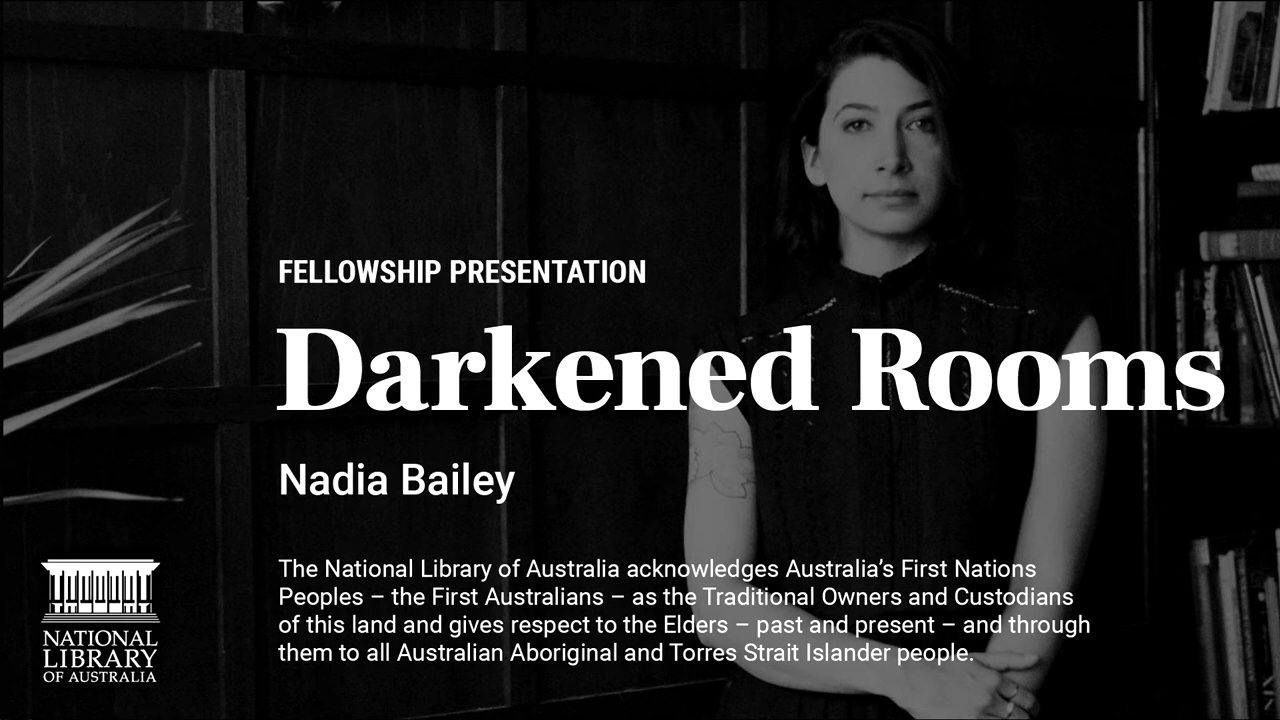 FELLOWSHIP PRESENTATION
Darkened Rooms
Nadia Bailey
The National Library of Australia acknowledges Australia’s First Nations
Peoples – the First Australians – as the Traditional Owners and Custodians
of this land and gives respect to the Elders – past and present – and through
them to all Australian Aboriginal and Torres Strait Islander people.
NATIONAL
LIBRARY
OF AUSTRALIA